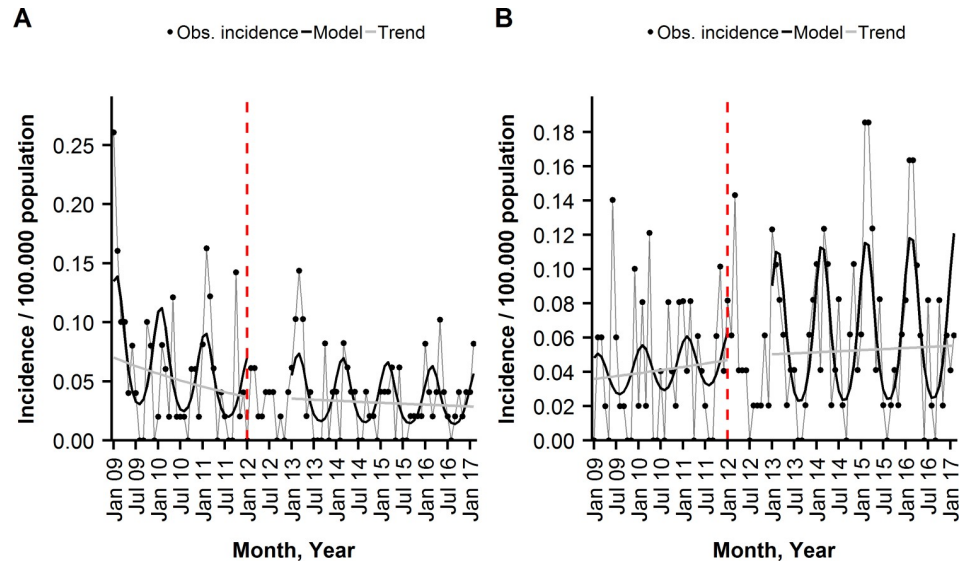 A
Obs. incidence Model Trend
Incidence / 100.000 population
0.25
0.20
0.15
0.10
0.05
0.00
Jan 09
Jul 09
Jan 10
Jul 10
Jan 11
Jul 11
Jan 12
Jul 12
Jan 13
Jul 13
Jan 14
Jul 14
Jan 15
Jul 15
Jan 16
Jul 16
Jan 17
Month, Year
B
Obs. incidence Model Trend
Incidence / 100.000 population
0.18
0.16
0.14
0.12
0.10
0.08
0.06
0.04
0.02
0.00
Jan 09
Jul 09
Jan 10
Jul 10
Jan 11
Jul 11
Jan 12
Jul 12
Jan 13
Jul 13
Jan 14
Jul 14
Jan 15
Jul 15
Jan 16
Jul 16
Jan 17
Month, Year